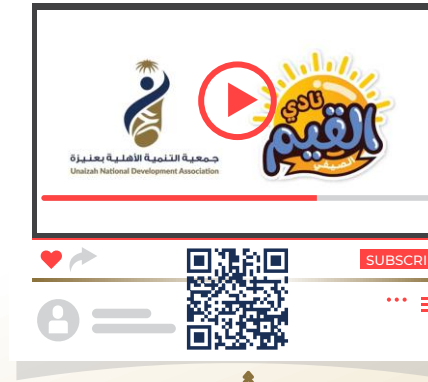 نادي
القيم
الصيفي
جمعية التنمية الأهلية بعنيزة
Unaizah National Development Association
SUBSCRI